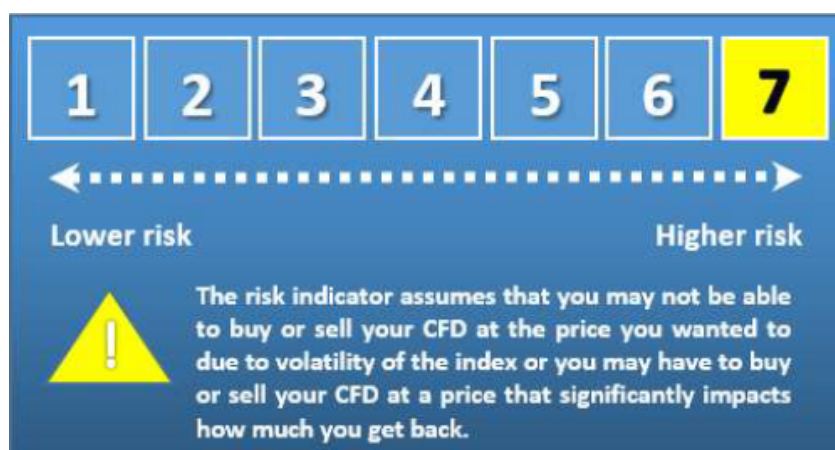 1 2 3 4 5 6 7
Lower risk Higher risk
!
The risk indicator assumes that you may not be able
to buy or sell your CFD at the price you wanted to
due to volatility of the index or you may have to buy
or sell your CFD at a price that significantly impacts
how much you get back.